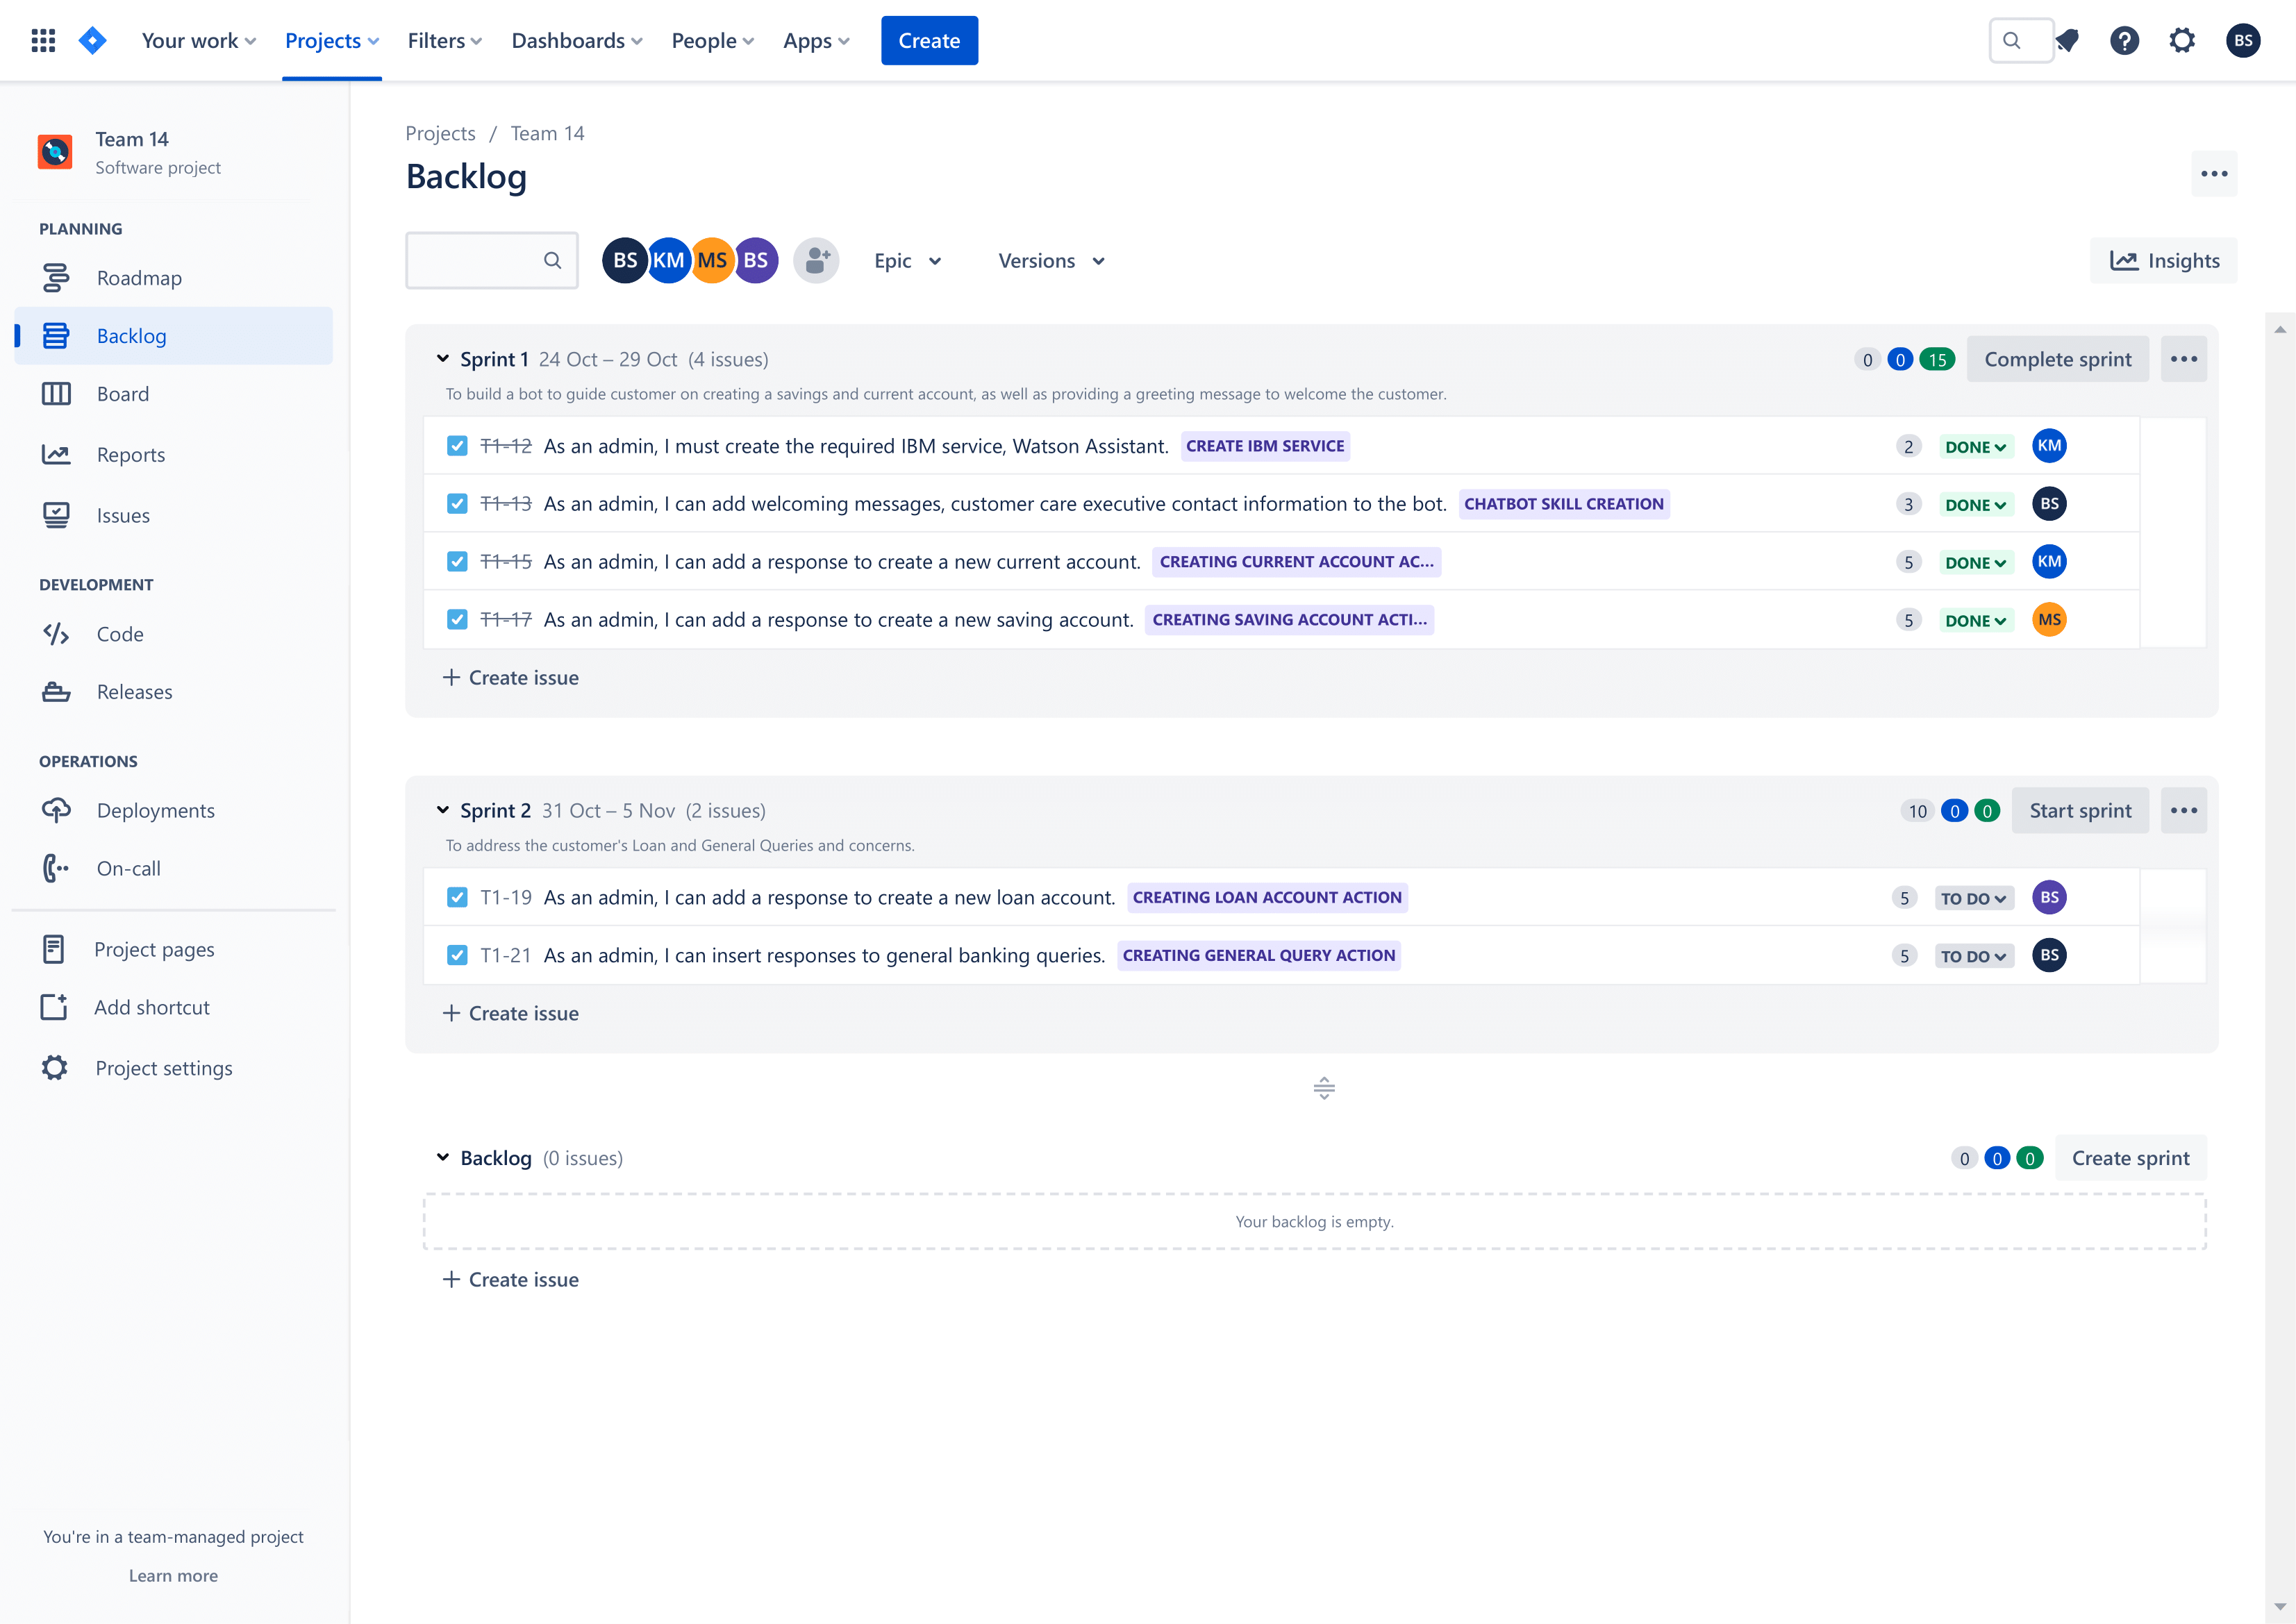 Your work Projects Filters Dashboards People Apps Create BS
Team 14
Software project
PLANNING
Roadmap
Backlog
Board
Reports
Issues
DEVELOPMENT
Code
Releases
OPERATIONS
Deployments
On-call
Project pages
Add shortcut
Project settings
You're in a team-managed project
Learn more
Projects / Team 14
Backlog
BS KM MS BS Epic Versions Insights
Sprint 1 24 Oct – 29 Oct (4 issues) 0 0 15 Complete sprint
To build a bot to guide customer on creating a savings and current account, as well as providing a greeting message to welcome the customer.
T1-12 As an admin, I must create the required IBM service, Watson Assistant. CREATE IBM SERVICE 2 DONE KM
T1-13 As an admin, I can add welcoming messages, customer care executive contact information to the bot. CHATBOT SKILL CREATION 3 DONE BS
T1-15 As an admin, I can add a response to create a new current account. CREATING CURRENT ACCOUNT AC... 5 DONE KM
T1-17 As an admin, I can add a response to create a new saving account. CREATING SAVING ACCOUNT ACTI... 5 DONE MS
Create issue
Sprint 2 31 Oct – 5 Nov (2 issues) 10 0 0 Start sprint
To address the customer's Loan and General Queries and concerns.
T1-19 As an admin, I can add a response to create a new loan account. CREATING LOAN ACCOUNT ACTION 5 TO DO BS
T1-21 As an admin, I can insert responses to general banking queries. CREATING GENERAL QUERY ACTION 5 TO DO BS
Create issue
Backlog (0 issues) 0 0 0 Create sprint
Your backlog is empty.
Create issue